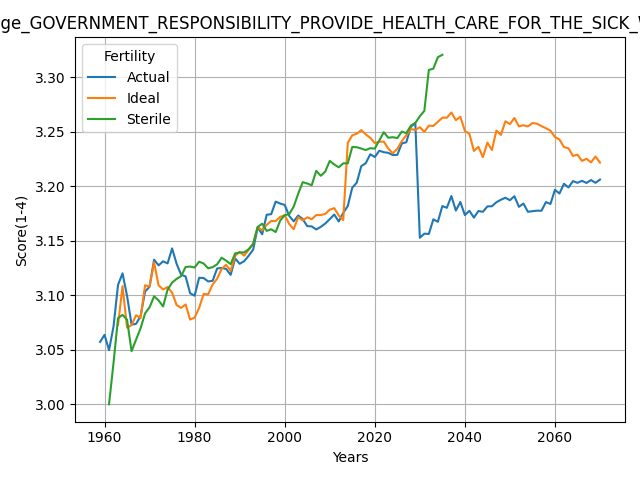 ge_GOVERNMENT_RESPONSIBILITY_PROVIDE_HEALTH_CARE_FOR_THE_SICK_
Fertility
Actual
Ideal
Sterile
3.30
3.25
3.20
3.15
3.10
3.05
3.00
Score(1-4)
1960 1980 2000 2020 2040 2060
Years